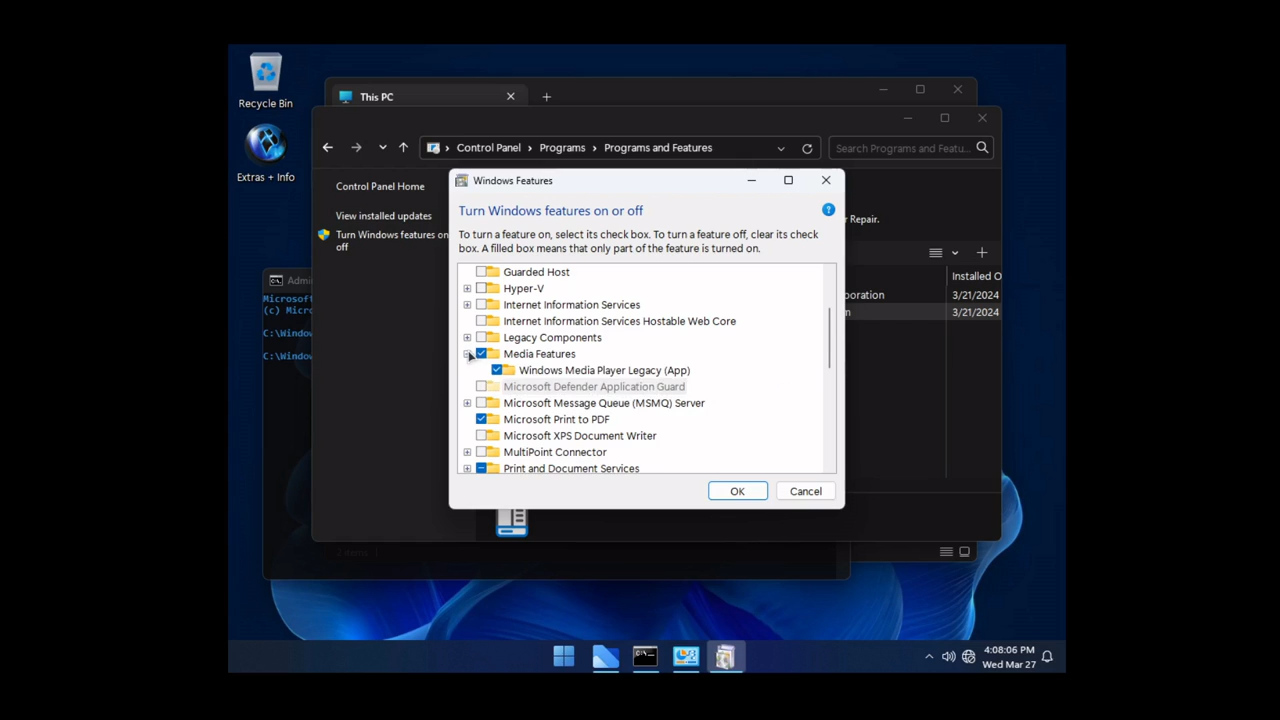 Recycle Bin
Extras + Info
This PC
Control Panel
Programs
Programs and Features
Search Programs and Featu...
Control Panel Home
View installed updates
Turn Windows features on
off
Repair.
Installed O
poration
3/21/2024
3/21/2024
Microsof
(c) Micr
C:\Window
C:\Window
Windows Features
Turn Windows features on or off
To turn a feature on, select its check box. To turn a feature off, clear its check
box. A filled box means that only part of the feature is turned on.
Guarded Host
Hyper-V
Internet Information Services
Internet Information Services Hostable Web Core
Legacy Components
Media Features
Windows Media Player Legacy (App)
Microsoft Defender Application Guard
Microsoft Message Queue (MSMQ) Server
Microsoft Print to PDF
Microsoft XPS Document Writer
MultiPoint Connector
Print and Document Services
OK
Cancel
4:08:06 PM
Wed Mar 27